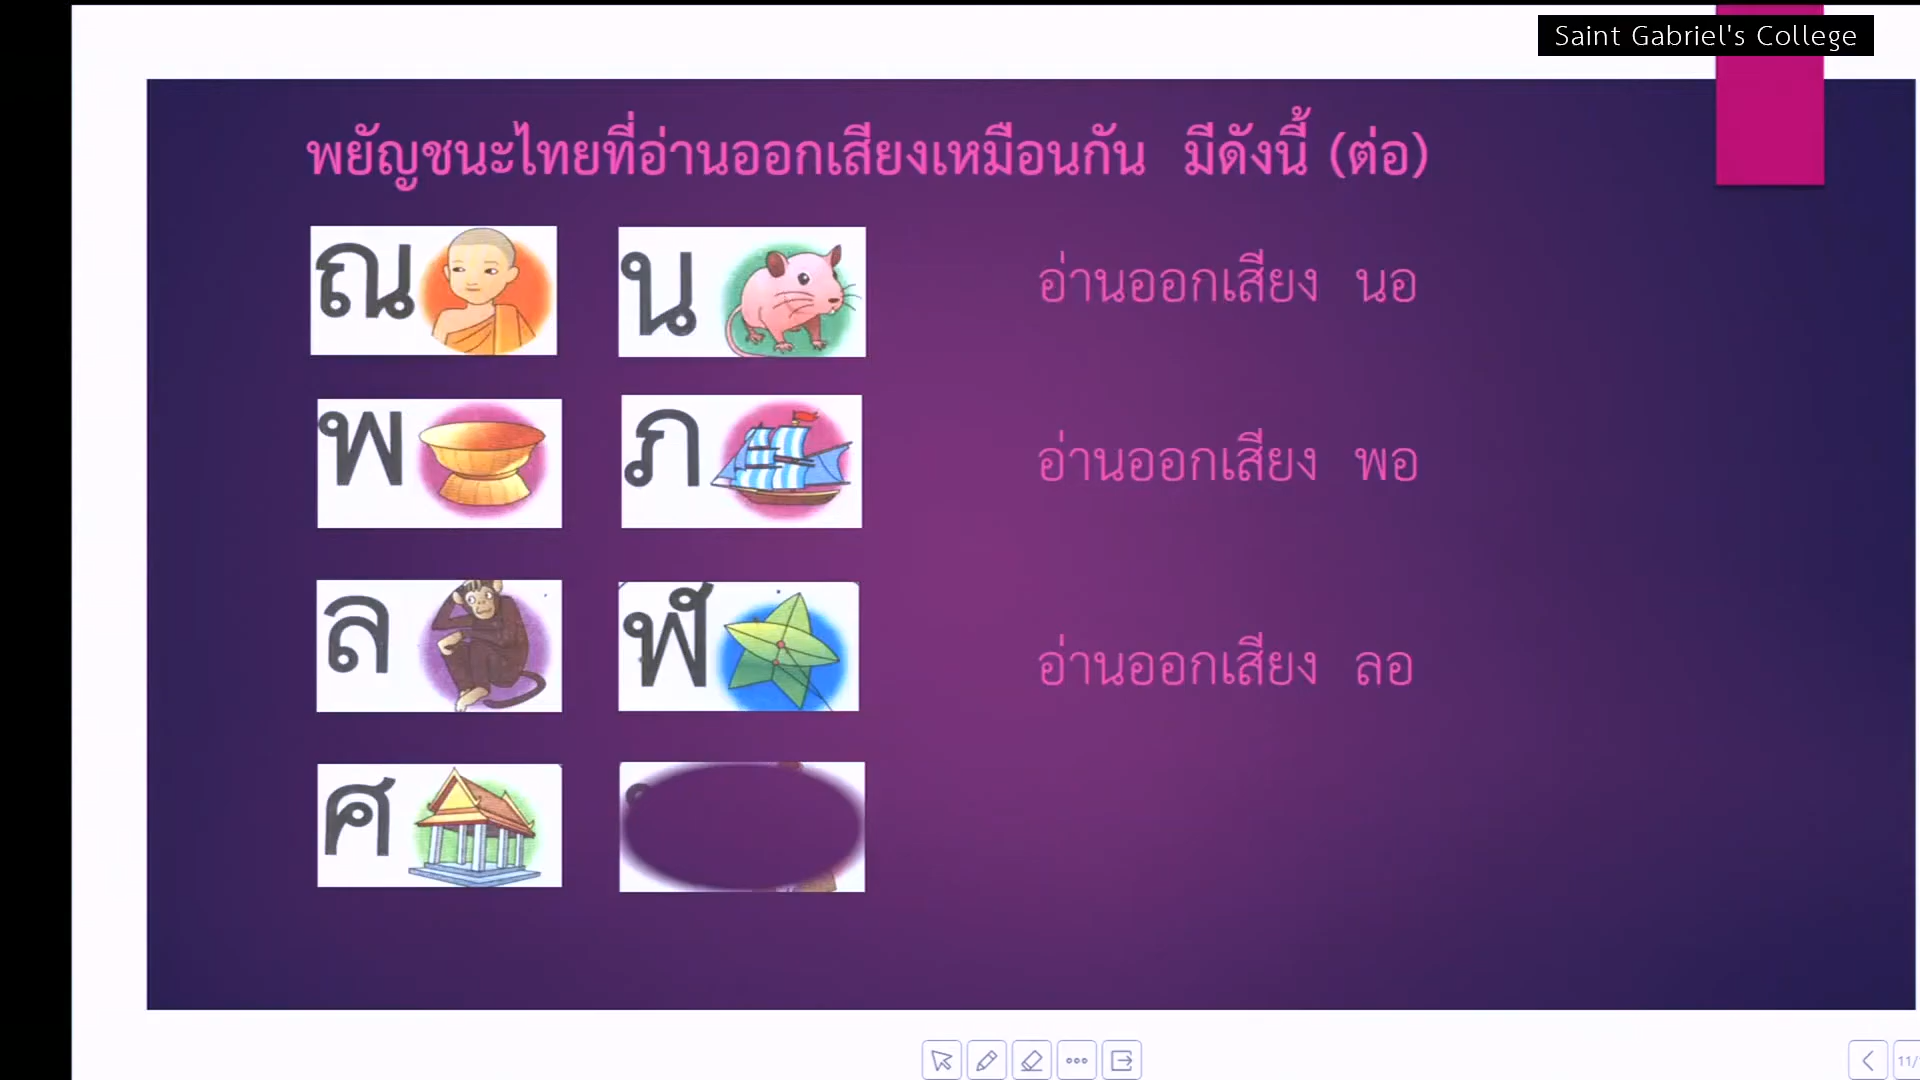 Saint Gabriel's College
พยัญชนะไทยที่อ่านออกเสียงเหมือนกัน มีดังนี้ (ต่อ)
ณ น อ่านออกเสียง นอ
พ ภ อ่านออกเสียง พอ
ล ฬ อ่านออกเสียง ลอ
ศ
11/